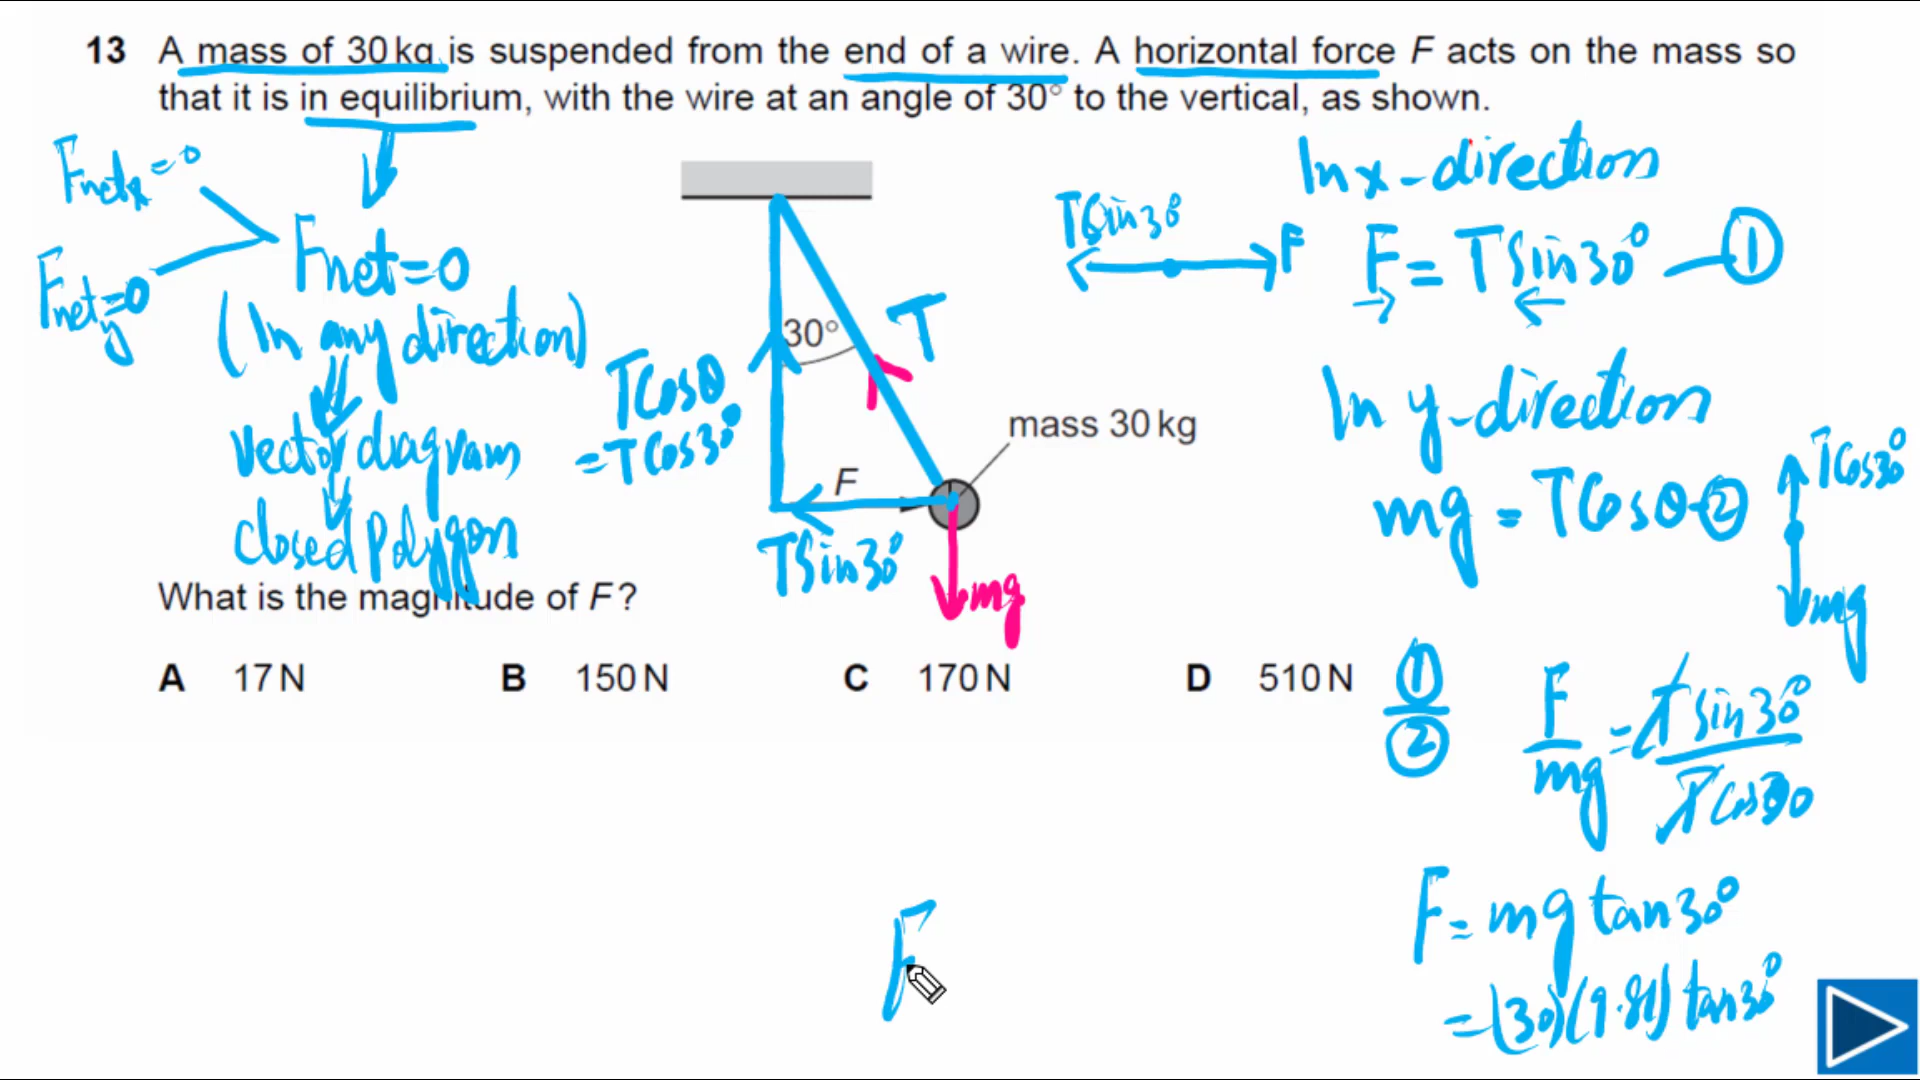 13 A mass of 30 kg is suspended from the end of a wire. A horizontal force F acts on the mass so
that it is in equilibrium, with the wire at an angle of 30° to the vertical, as shown.
Fnetx=0
Fnety=0
Fnet=0
(In any direction)
vector diagram
closed polygon
30°
T
Tcosθ
=Tcos30°
F
mass 30 kg
Tsin30°
mg
Tsin30°
F
In x-direction
F = Tsin30° — ①
In y-direction
mg = Tcosθ-②
Tcos30°
mg
What is the magnitude of F?
A 17 N B 150 N C 170 N D 510 N
①
②
F/mg = Tsin30°/Tcos30
F = mg tan30°
= (30)(9.81) tan30°
F